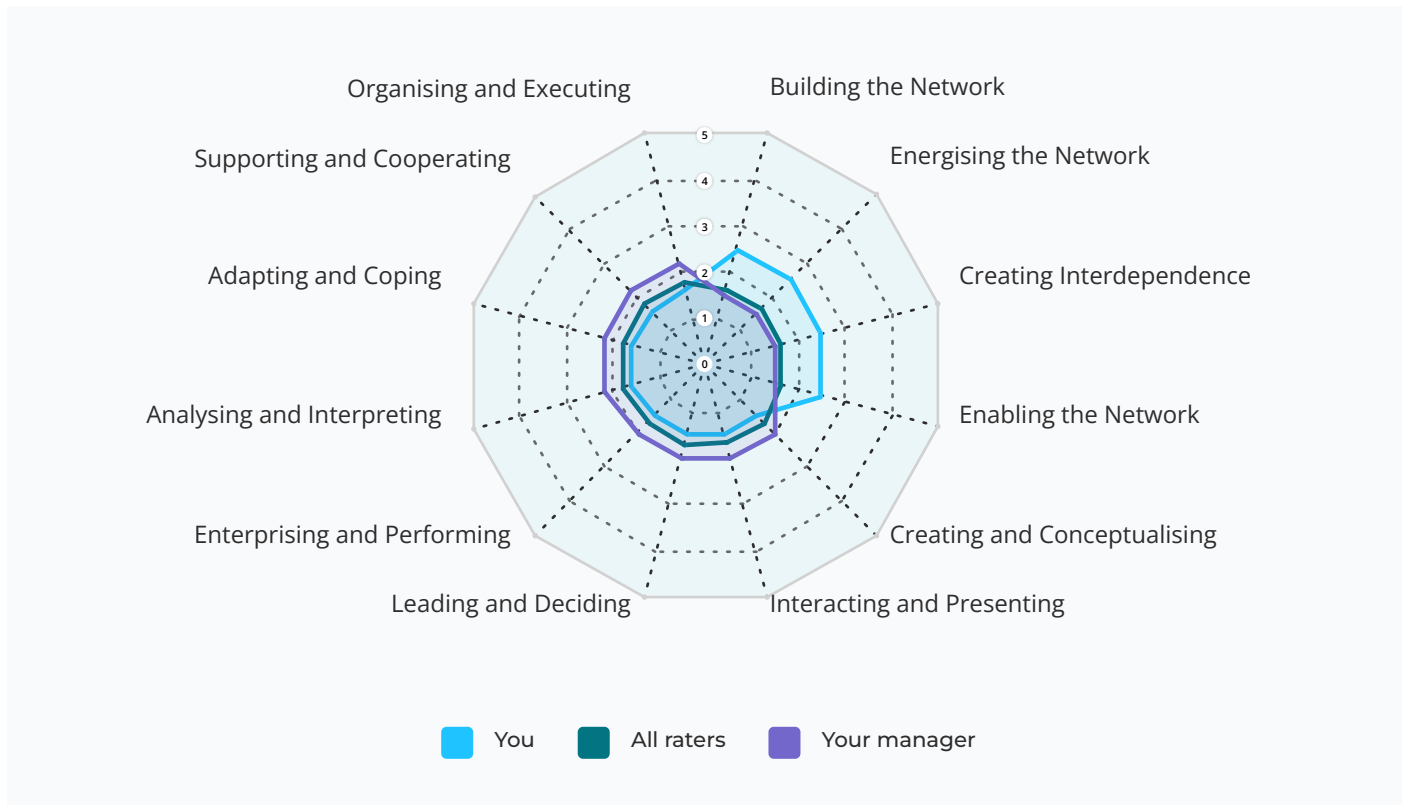 Organising and Executing
Building the Network
Supporting and Cooperating
Energising the Network
Adapting and Coping
Creating Interdependence
Analysing and Interpreting
Enabling the Network
Enterprising and Performing
Creating and Conceptualising
Leading and Deciding
Interacting and Presenting
5
4
3
2
1
0
You
All raters
Your manager